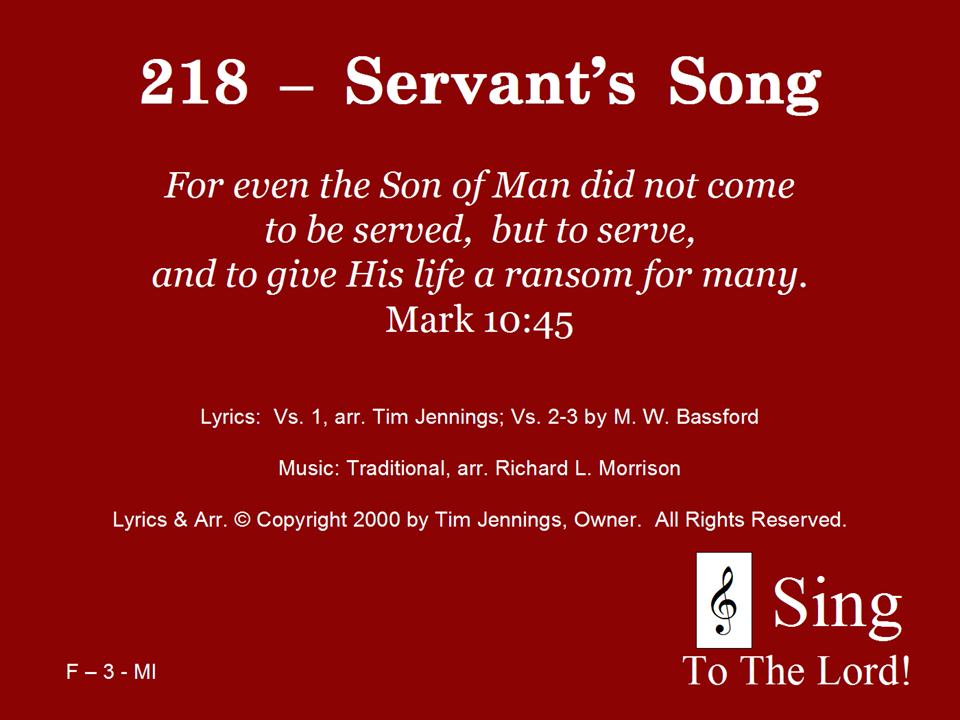 218 – Servant's Song
For even the Son of Man did not come
to be served, but to serve,
and to give His life a ransom for many.
Mark 10:45
Lyrics: Vs. 1, arr. Tim Jennings; Vs. 2-3 by M. W. Bassford
Music: Traditional, arr. Richard L. Morrison
Lyrics & Arr. © Copyright 2000 by Tim Jennings, Owner. All Rights Reserved.
Sing
To The Lord!
F – 3 - MI